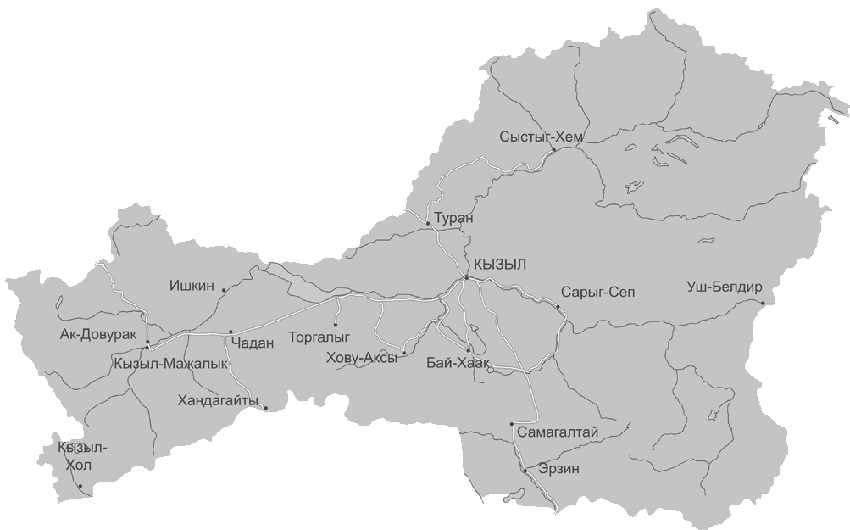 Сыстыг-Хем
Туран
КЫЗЫЛ
Ишкин
Сарыг-Сеп
Уш-Белдир
Ак-Довурак
Чадан
Торгалыг
Хову-Аксы
Бай-Хаак
Кызыл-Мажалык
Хандагайты
Самагалтай
Кызыл-
Хол
Эрзин